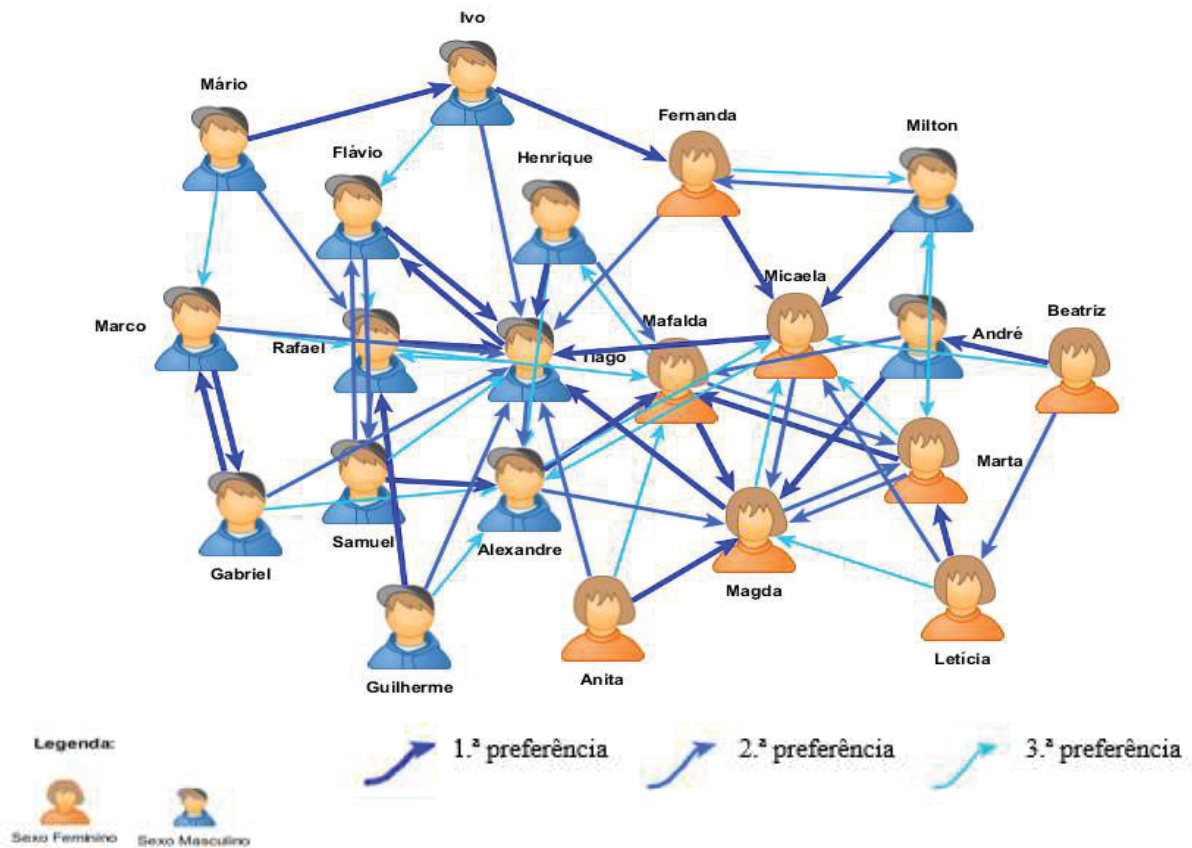 Ivo
Mário
Fernanda
Milton
Flávio
Henrique
Micaela
Beatriz
Marco
Rafael
Mafalda
André
Tiago
Marta
Samuel
Alexandre
Gabriel
Magda
Guilherme
Anita
Letícia
Legenda:
1.ª preferência
2.ª preferência
3.ª preferência
Sexo Feminino
Sexo Masculino